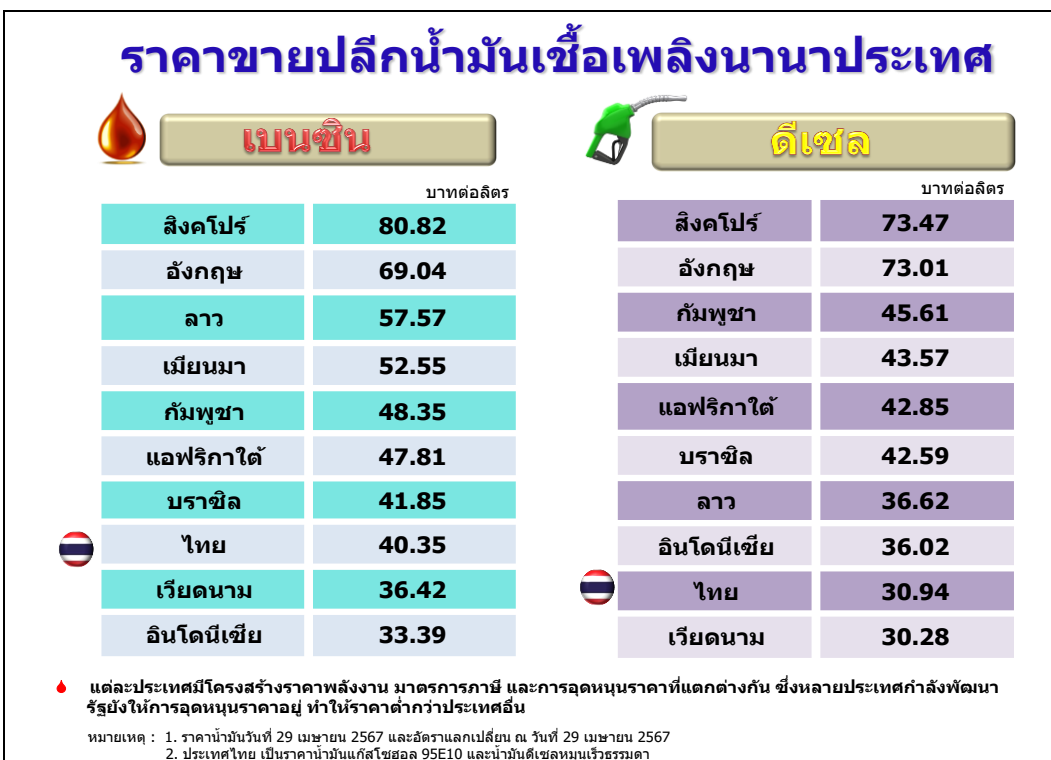 ราคาขายปลีกน้ำมันเชื้อเพลิงนานาประเทศ
เบนซิน
บาทต่อลิตร
สิงคโปร์ 80.82
อังกฤษ 69.04
ลาว 57.57
เมียนมา 52.55
กัมพูชา 48.35
แอฟริกาใต้ 47.81
บราซิล 41.85
ไทย 40.35
เวียดนาม 36.42
อินโดนีเซีย 33.39
ดีเซล
บาทต่อลิตร
สิงคโปร์ 73.47
อังกฤษ 73.01
กัมพูชา 45.61
เมียนมา 43.57
แอฟริกาใต้ 42.85
บราซิล 42.59
ลาว 36.62
อินโดนีเซีย 36.02
ไทย 30.94
เวียดนาม 30.28
แต่ละประเทศมีโครงสร้างราคาพลังงาน มาตรการภาษี และการอุดหนุนราคาที่แตกต่างกัน ซึ่งหลายประเทศกำลังพัฒนา
รัฐยังให้การอุดหนุนราคาอยู่ ทำให้ราคาต่ำกว่าประเทศอื่น
หมายเหตุ : 1. ราคาน้ำมันวันที่ 29 เมษายน 2567 และอัตราแลกเปลี่ยน ณ วันที่ 29 เมษายน 2567
2. ประเทศไทย เป็นราคาน้ำมันแก๊สโซฮอล 95E10 และน้ำมันดีเซลหมุนเร็วธรรมดา